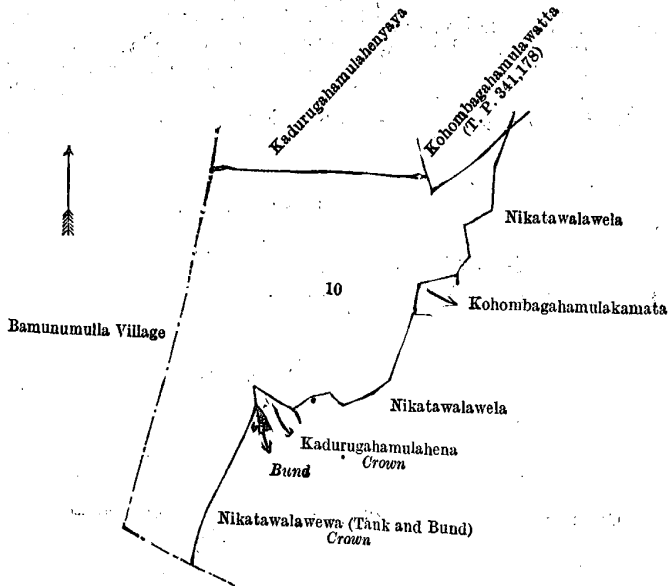 Kadurugahamulahenyaya
Kohombagahamulawatta
(T. P. 341,178)
Nikatawalawela
10
Kohombagahamulakamata
Bamunumulla Village
Nikatawalawela
Kadurugahamulahena
Crown
Bund
Nikatawalawewa (Tank and Bund)
Crown